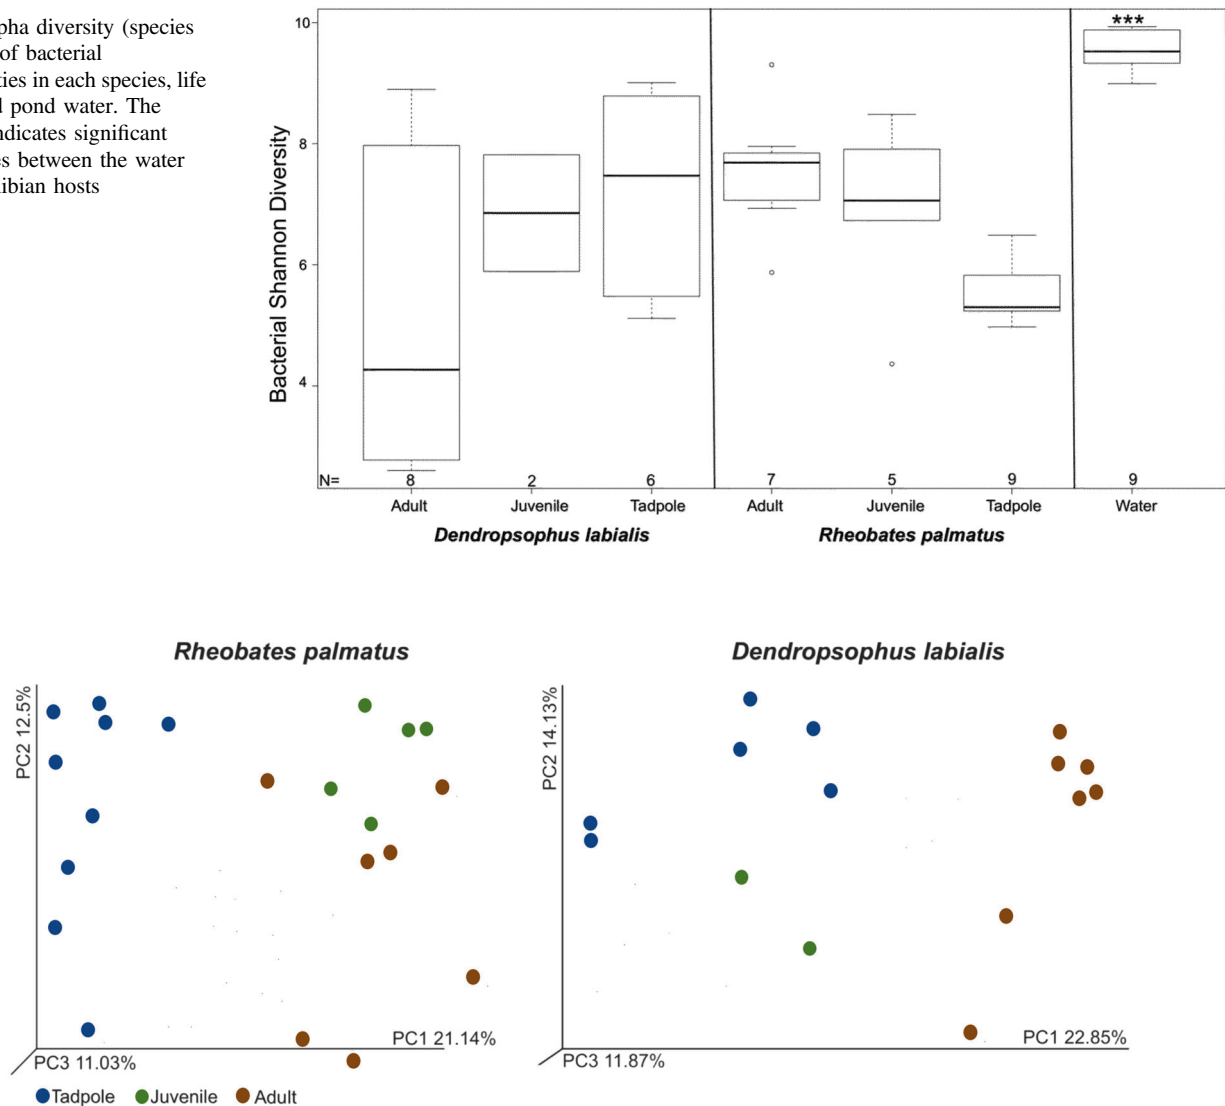 pha diversity (species
of bacterial
ties in each species, life
d pond water. The
ndicates significant
es between the water
ibian hosts
10
8
6
4
Bacterial Shannon Diversity
***
N= 8 2 6 7 5 9 9
Adult Juvenile Tadpole Adult Juvenile Tadpole Water
Dendropsophus labialis Rheobates palmatus
Rheobates palmatus Dendropsophus labialis
PC2 12.5%
PC1 21.14%
PC3 11.03%
PC2 14.13%
PC1 22.85%
PC3 11.87%
Tadpole Juvenile Adult